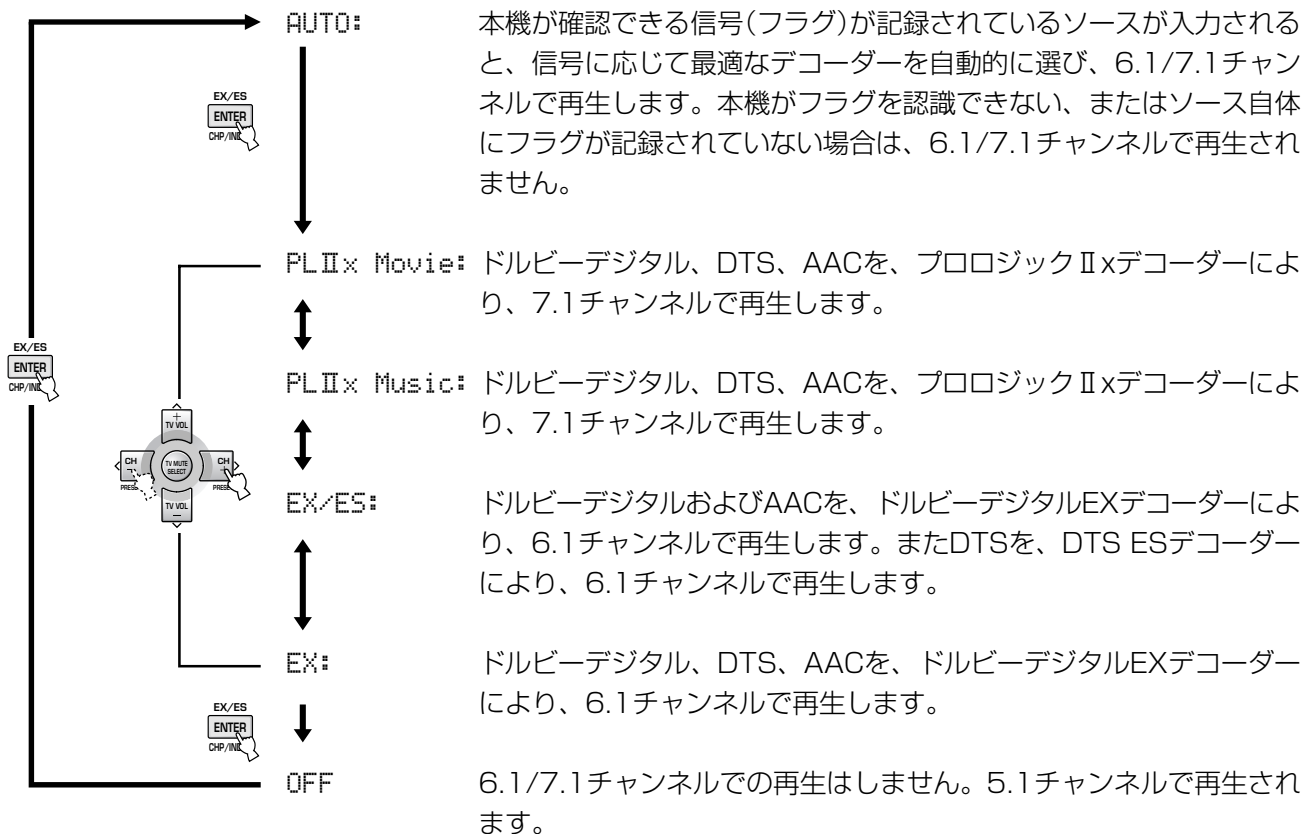 AUTO: 本機が確認できる信号(フラグ)が記録されているソースが入力される
と、信号に応じて最適なデコーダーを自動的に選び、6.1/7.1チャン
ネルで再生します。本機がフラグを認識できない、またはソース自体
にフラグが記録されていない場合は、6.1/7.1チャンネルで再生され
ません。
EX/ES
ENTER
CHP/IND
PLⅡx Movie: ドルビーデジタル、DTS、AACを、プロロジックⅡxデコーダーによ
り、7.1チャンネルで再生します。
EX/ES
ENTER
CHP/IND
PLⅡx Music: ドルビーデジタル、DTS、AACを、プロロジックⅡxデコーダーによ
り、7.1チャンネルで再生します。
+
TV VOL
CH
–
PRESE
TV MUTE
SELECT
CH
+
PRESE
TV VOL
–
EX/ES: ドルビーデジタルおよびAACを、ドルビーデジタルEXデコーダーによ
り、6.1チャンネルで再生します。またDTSを、DTS ESデコーダー
により、6.1チャンネルで再生します。
EX: ドルビーデジタル、DTS、AACを、ドルビーデジタルEXデコーダー
により、6.1チャンネルで再生します。
EX/ES
ENTER
CHP/IND
OFF 6.1/7.1チャンネルでの再生はしません。5.1チャンネルで再生され
ます。